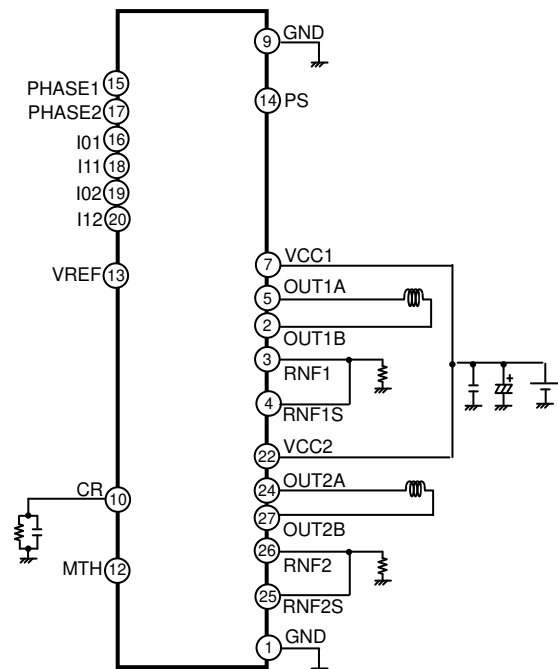 9 GND
15 PHASE1
17 PHASE2
16 I01
18 I11
19 I02
20 I12
13 VREF
10 CR
12 MTH
14 PS
7 VCC1
5 OUT1A
2 OUT1B
3 RNF1
4 RNF1S
22 VCC2
24 OUT2A
27 OUT2B
26 RNF2
25 RNF2S
1 GND
+